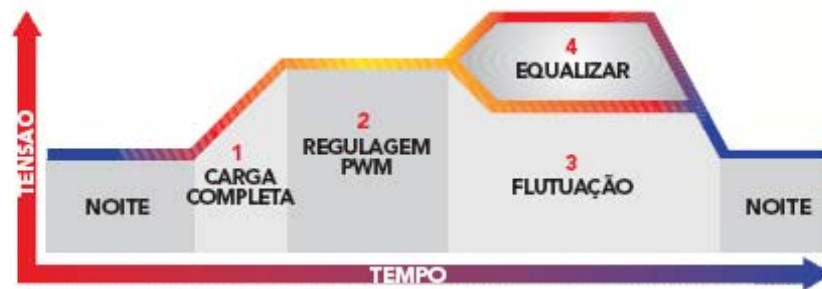 TENSÃO
NOITE
1
CARGA
COMPLETA
2
REGULAGEM
PWM
4
EQUALIZAR
3
FLUTUAÇÃO
NOITE
TEMPO